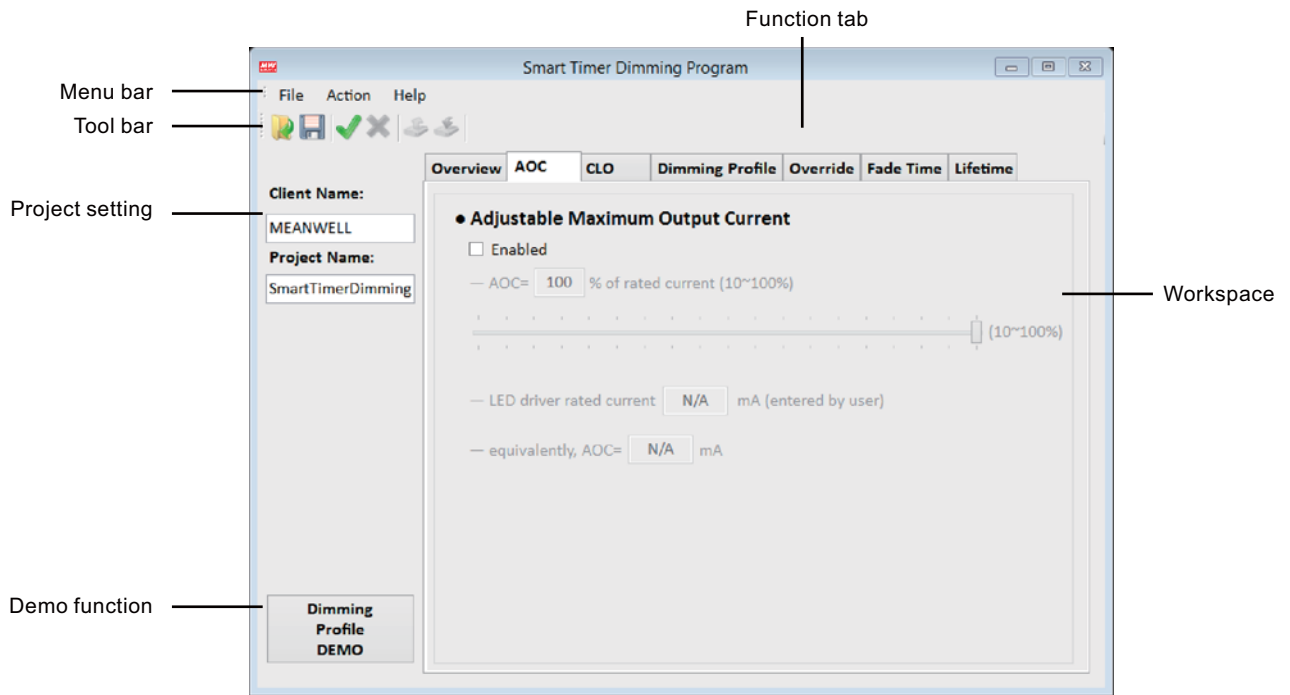 Function tab
Smart Timer Dimming Program
Menu bar
File Action Help
Tool bar
Overview AOC CLO Dimming Profile Override Fade Time Lifetime
Project setting
Client Name:
MEANWELL
Project Name:
SmartTimerDimming
● Adjustable Maximum Output Current
Enabled
— AOC= 100 % of rated current (10~100%)
(10~100%)
Workspace
— LED driver rated current N/A mA (entered by user)
— equivalently, AOC= N/A mA
Demo function
Dimming
Profile
DEMO